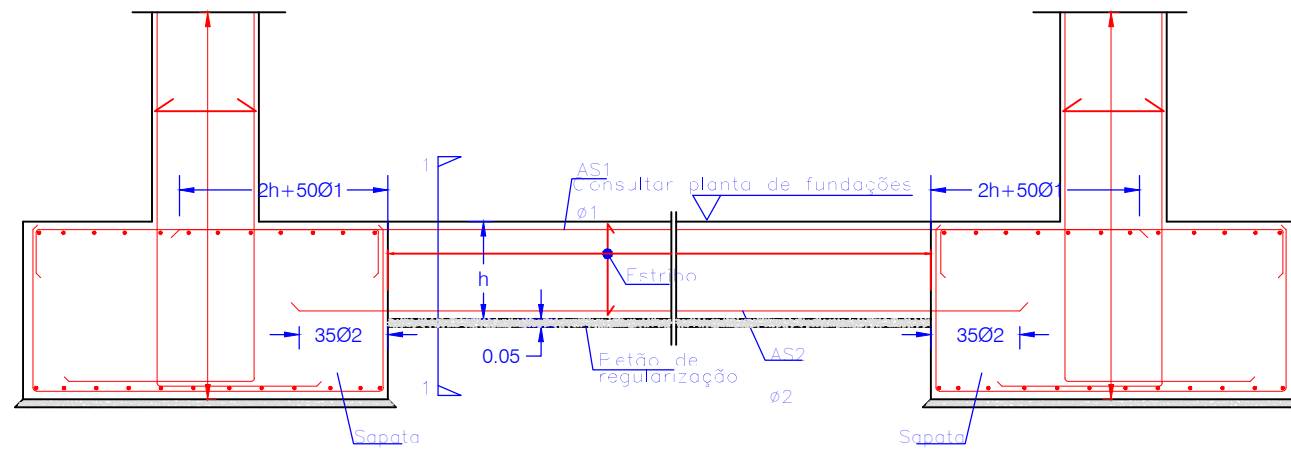 1
AS1
Consultar planta de fundações
2h+50Ø1
2h+50Ø1
ø1
h
Estribo
35Ø2
0.05
Betão de
regularização
AS2
35Ø2
1
ø2
Sapata
Sapata